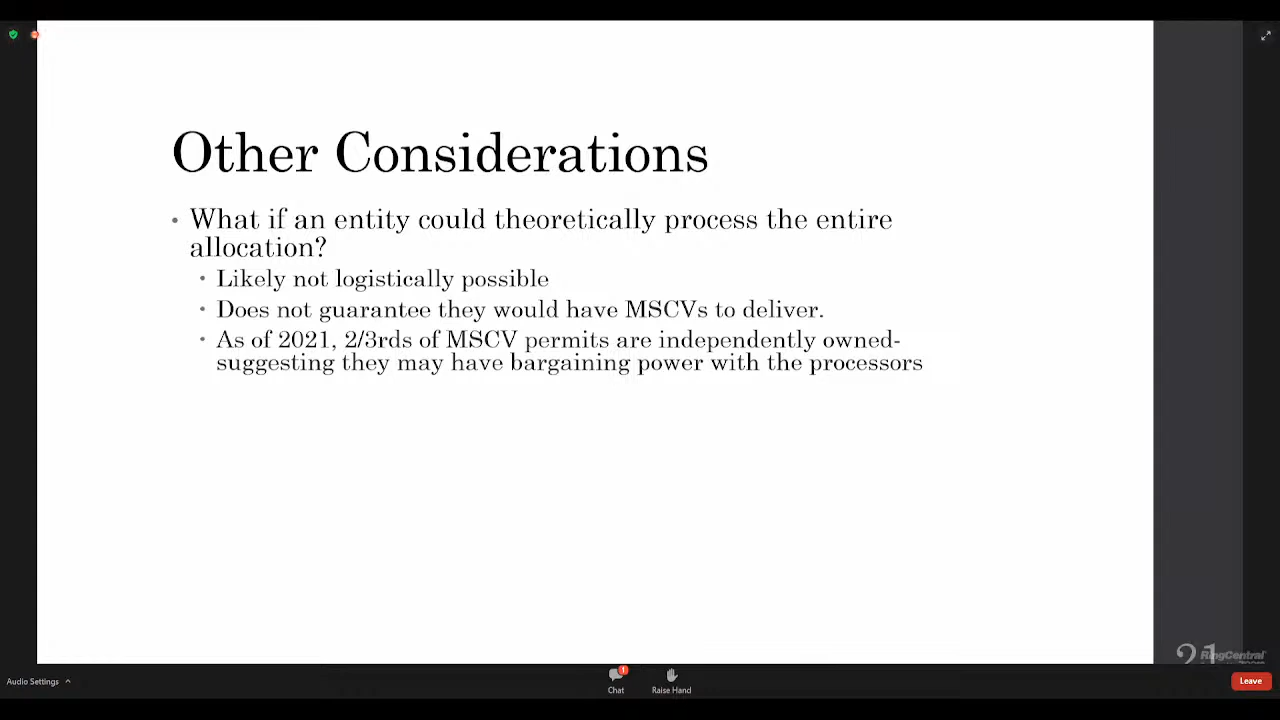 Other Considerations
• What if an entity could theoretically process the entire
allocation?
• Likely not logistically possible
• Does not guarantee they would have MSCVs to deliver.
• As of 2021, 2/3rds of MSCV permits are independently owned-
suggesting they may have bargaining power with the processors
21
RingCentral
Audio Settings
1
Chat
Raise Hand
Leave